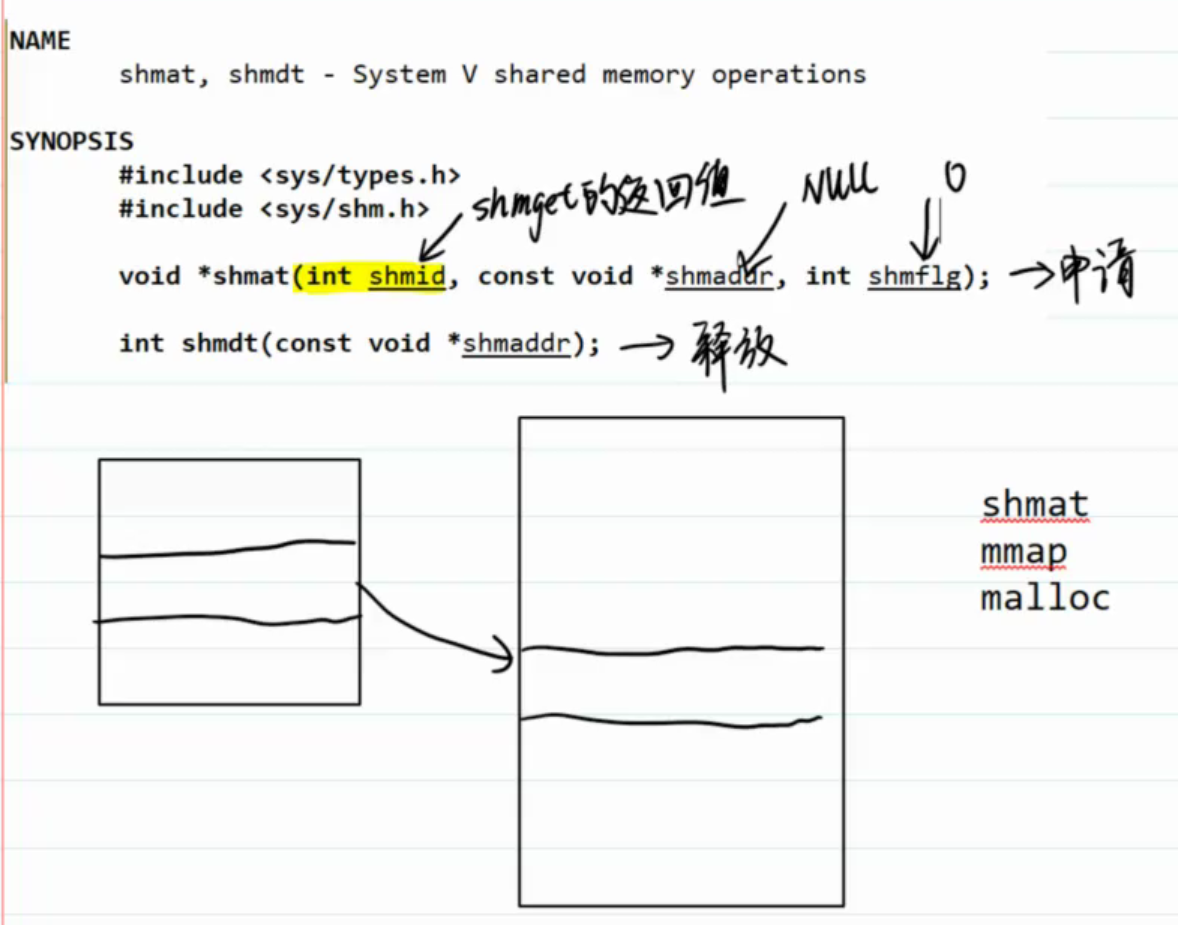 NAME
shmat, shmdt - System V shared memory operations
SYNOPSIS
#include <sys/types.h>
#include <sys/shm.h>
shmget的返回值 NULL 0
void *shmat(int shmid, const void *shmaddr, int shmflg); →申请
int shmdt(const void *shmaddr); → 释放
shmat
mmap
malloc